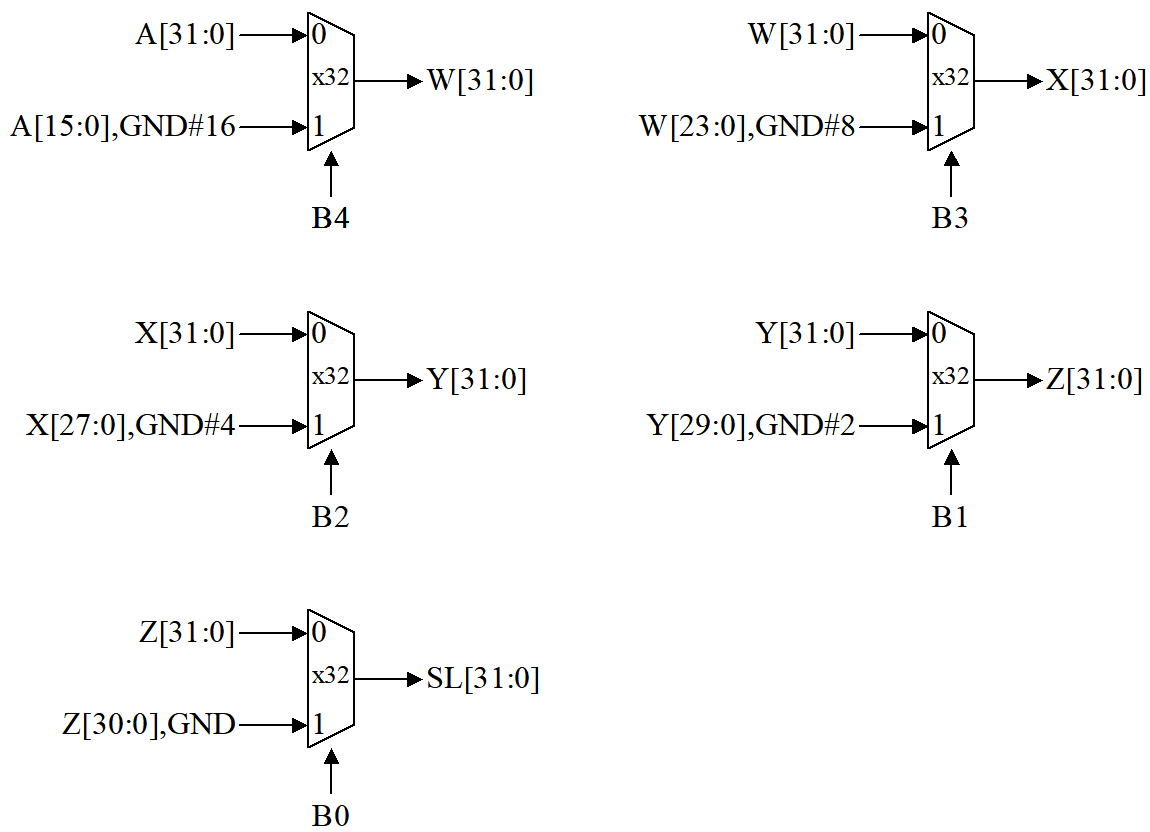 A[31:0]
0
x32
W[31:0]
A[15:0],GND#16
1
B4
W[31:0]
0
x32
X[31:0]
W[23:0],GND#8
1
B3
X[31:0]
0
x32
Y[31:0]
X[27:0],GND#4
1
B2
Y[31:0]
0
x32
Z[31:0]
Y[29:0],GND#2
1
B1
Z[31:0]
0
x32
SL[31:0]
Z[30:0],GND
1
B0